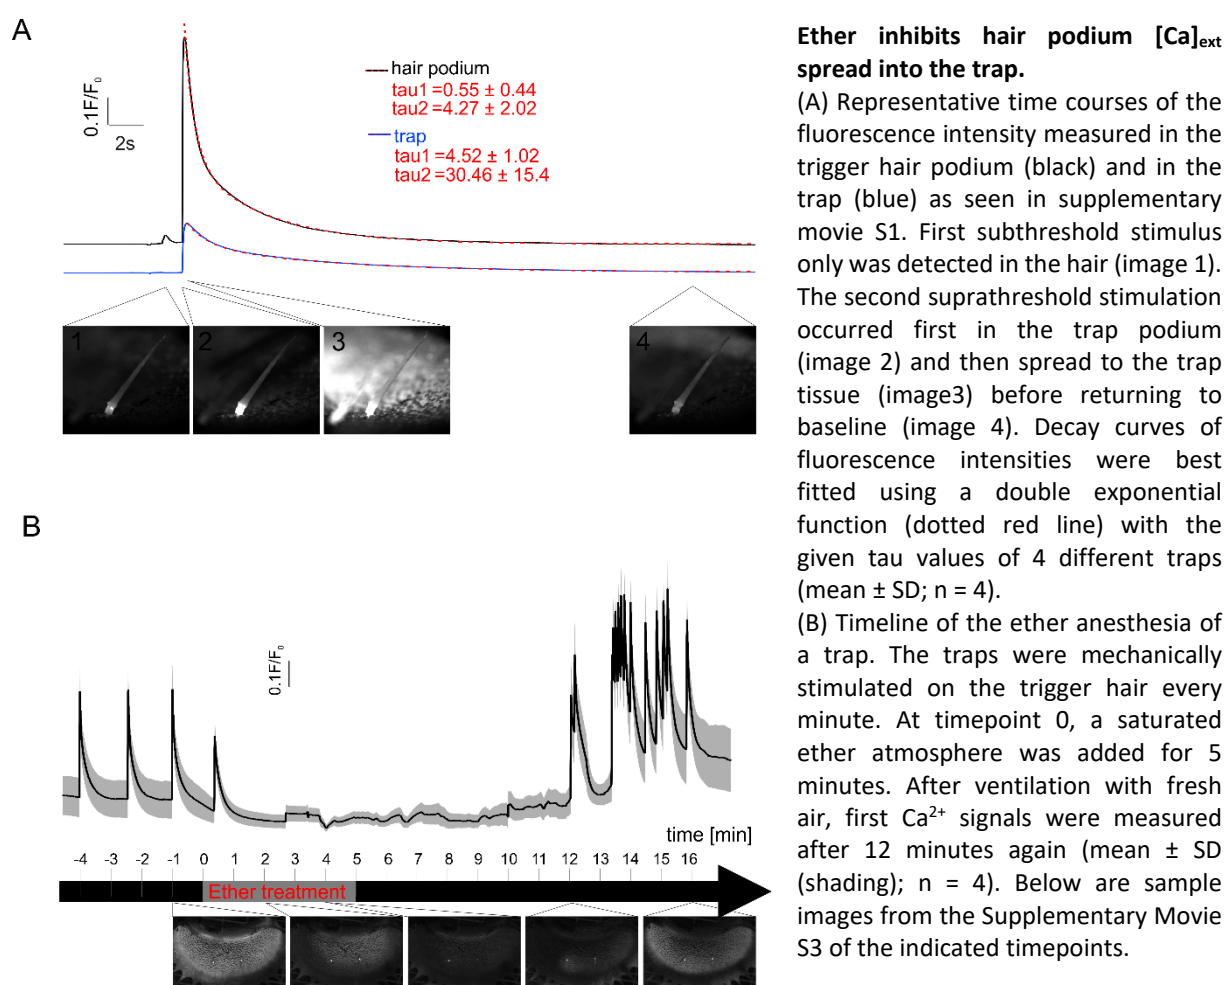 A
0.1F/F0
2s
hair podium
tau1 =0.55 ± 0.44
tau2 =4.27 ± 2.02
trap
tau1 =4.52 ± 1.02
tau2 =30.46 ± 15.4
1
2
3
4
B
0.1F/F0
time [min]
-4 -3 -2 -1 0 1 2 3 4 5 6 7 8 9 10 11 12 13 14 15 16
Ether treatment
Ether inhibits hair podium [Ca]ext
spread into the trap.
(A) Representative time courses of the
fluorescence intensity measured in the
trigger hair podium (black) and in the
trap (blue) as seen in supplementary
movie S1. First subthreshold stimulus
only was detected in the hair (image 1).
The second suprathreshold stimulation
occurred first in the trap podium
(image 2) and then spread to the trap
tissue (image3) before returning to
baseline (image 4). Decay curves of
fluorescence intensities were best
fitted using a double exponential
function (dotted red line) with the
given tau values of 4 different traps
(mean ± SD; n = 4).
(B) Timeline of the ether anesthesia of
a trap. The traps were mechanically
stimulated on the trigger hair every
minute. At timepoint 0, a saturated
ether atmosphere was added for 5
minutes. After ventilation with fresh
air, first Ca2+ signals were measured
after 12 minutes again (mean ± SD
(shading); n = 4). Below are sample
images from the Supplementary Movie
S3 of the indicated timepoints.